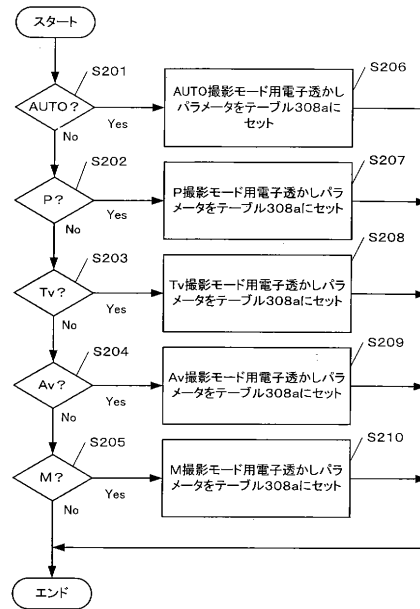 スタート
S201
AUTO?
Yes
No
S206
AUTO撮影モード用電子透かし
パラメータをテーブル308aに
セット
S202
P?
Yes
No
S207
P撮影モード用電子透かしパラ
メータをテーブル308aにセット
S203
Tv?
Yes
No
S208
Tv撮影モード用電子透かしパラ
メータをテーブル308aにセット
S204
Av?
Yes
No
S209
Av撮影モード用電子透かしパラ
メータをテーブル308aにセット
S205
M?
Yes
No
S210
M撮影モード用電子透かしパラ
メータをテーブル308aにセット
エンド